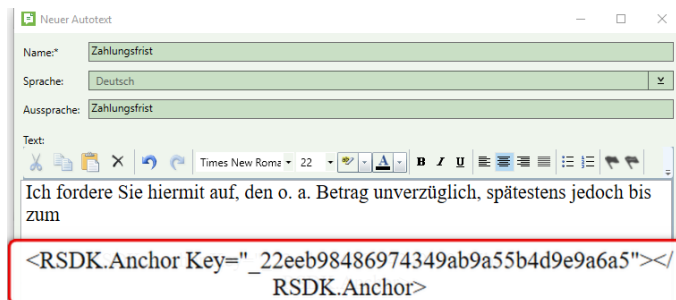 Neuer Autotext
Name:* Zahlungsfrist
Sprache: Deutsch
Aussprache: Zahlungsfrist
Text:
Times New Roma 22 A B I U
Ich fordere Sie hiermit auf, den o. a. Betrag unverzüglich, spätestens jedoch bis
zum
<RSDK.Anchor Key="_22eeb98486974349ab9a55b4d9e9a6a5"></
RSDK.Anchor>